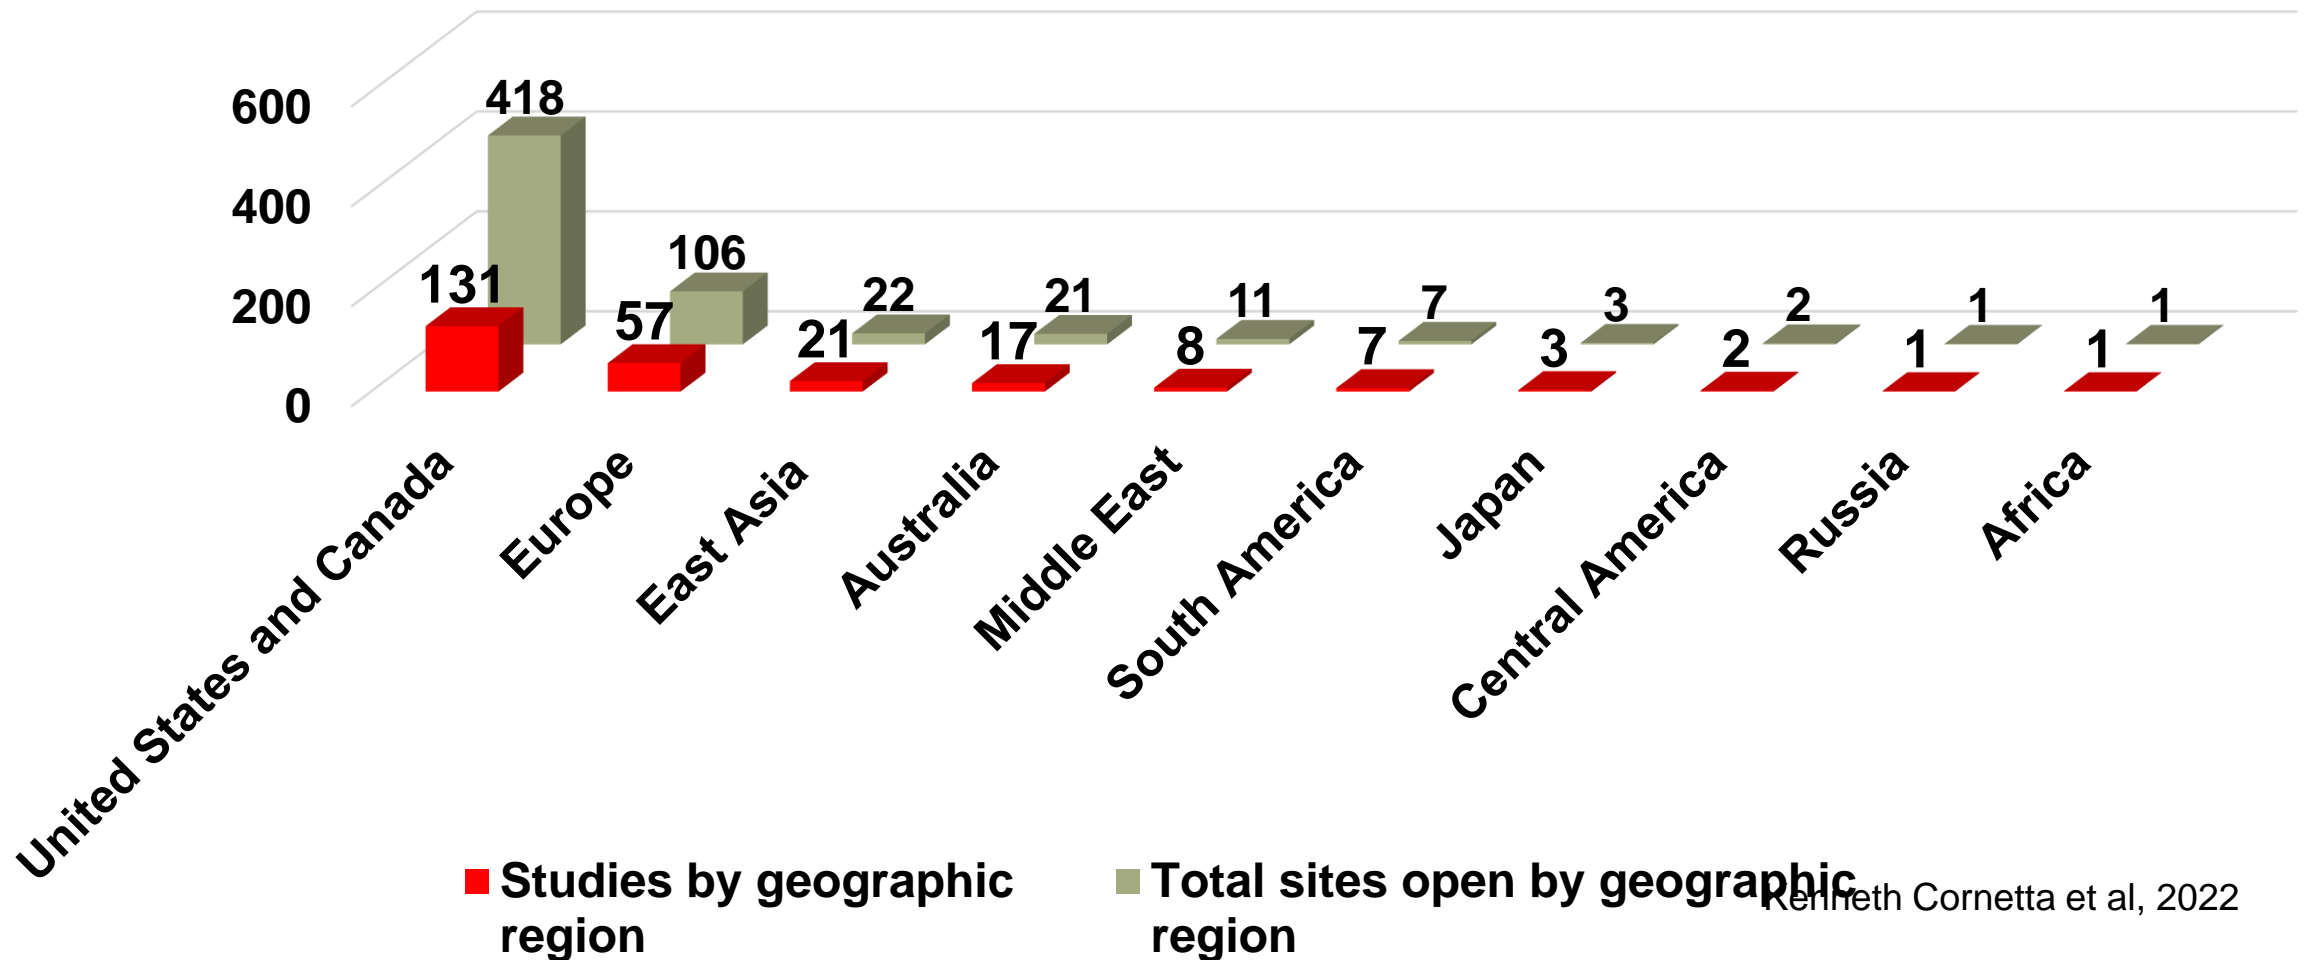 600
400
200
0
418
106
22
21
11
7
3
2
1
1
131
57
21
17
8
7
3
2
1
1
United States and Canada
Europe
East Asia
Australia
Middle East
South America
Japan
Central America
Russia
Africa
Studies by geographic
region
Total sites open by geographic
region
Kenneth Cornetta et al, 2022